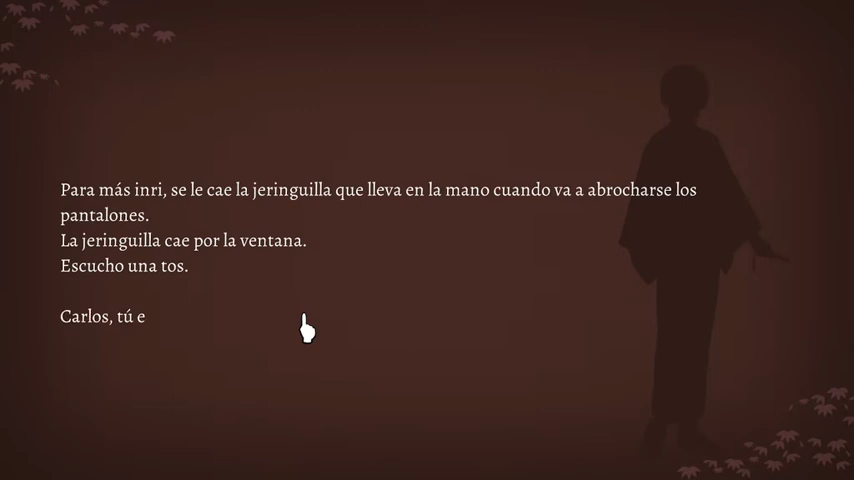 Para más inri, se le cae la jeringuilla que lleva en la mano cuando va a abrocharse los
pantalones.
La jeringuilla cae por la ventana.
Escucho una tos.
Carlos, tú e